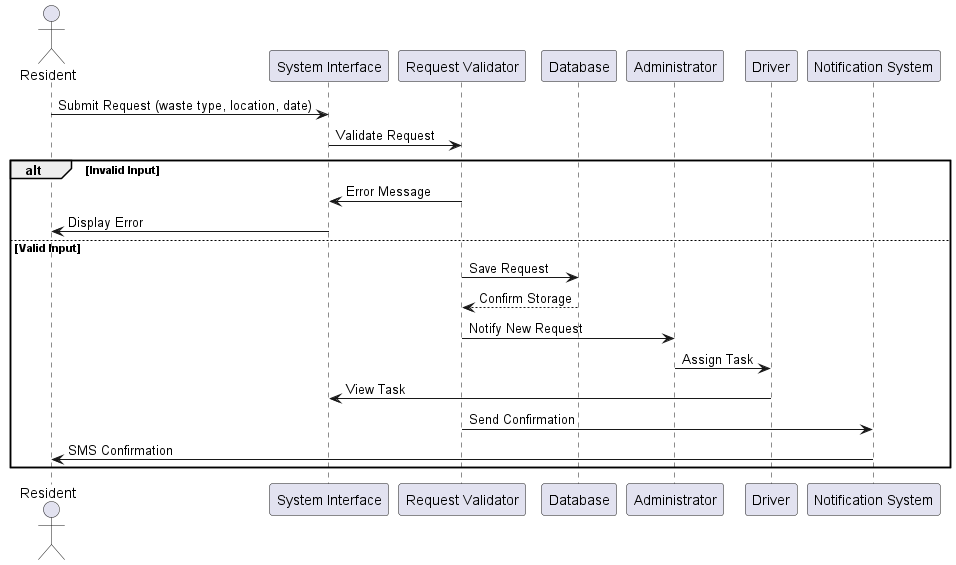 Resident
System Interface
Request Validator
Database
Administrator
Driver
Notification System
Submit Request (waste type, location, date)
Validate Request
alt
[Invalid Input]
Error Message
Display Error
[Valid Input]
Save Request
Confirm Storage
Notify New Request
Assign Task
View Task
Send Confirmation
SMS Confirmation
Resident
System Interface
Request Validator
Database
Administrator
Driver
Notification System